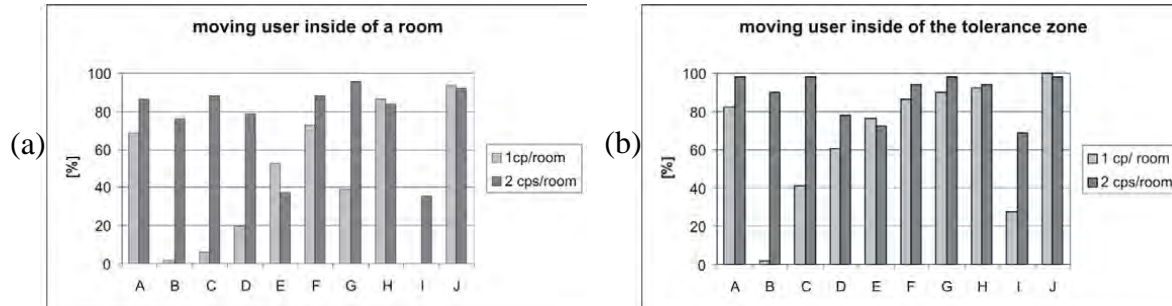 (a)
moving user inside of a room
100
80
60
40
20
0
[%]
A B C D E F G H I J
1cp/room
2 cps/room
(b)
moving user inside of the tolerance zone
100
80
60
40
20
0
[%]
A B C D E F G H I J
1 cp/ room
2 cps/room